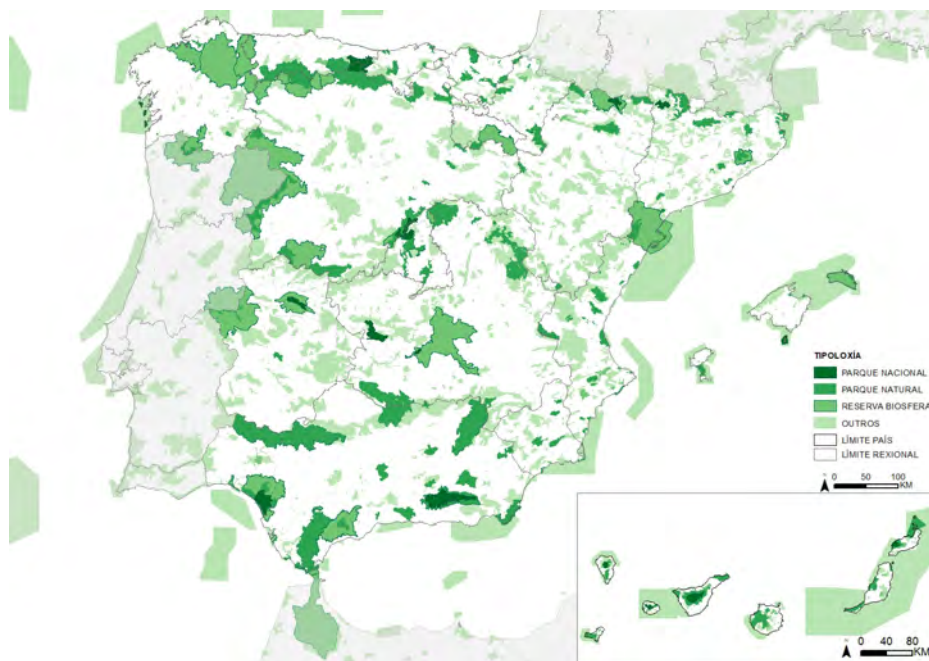 TIPOLOXÍA
PARQUE NACIONAL
PARQUE NATURAL
RESERVA BIOSFERA
OUTROS
LÍMITE PAÍS
LÍMITE REXIONAL
0 50 100
KM
0 40 80
KM